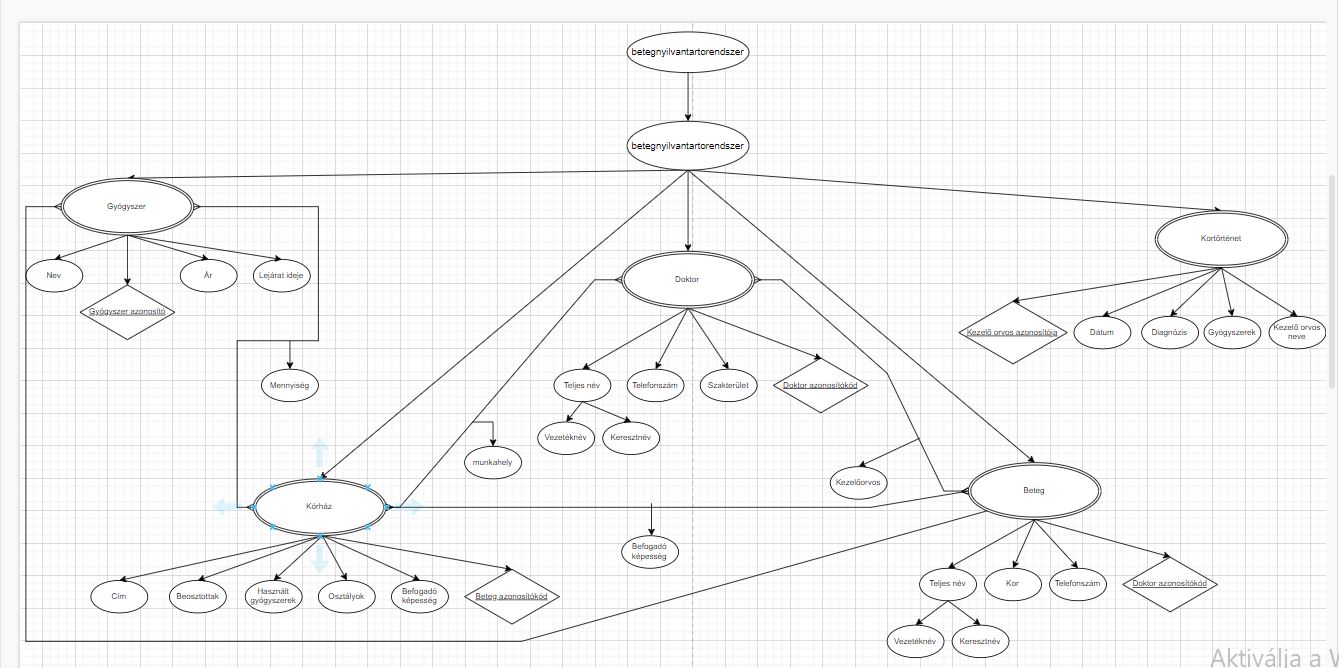 betegnyilvantartorendszer
betegnyilvantartorendszer
Gyógyszer
Kortörténet
Nev
Ár
Lejárat ideje
Gyógyszer azonosító
Doktor
Kezelő orvos azonosítója
Dátum
Diagnózis
Gyógyszerek
Kezelő orvos
neve
Mennyiség
Teljes név
Telefonszám
Szakterület
Doktor azonosítókód
Vezetéknév
Keresztnév
munkahely
Kezelőorvos
Beteg
Kórház
Befogadó
képesség
Cím
Beosztottak
Használt
gyógyszerek
Osztályok
Befogadó
képesség
Beteg azonosítókód
Teljes név
Kor
Telefonszám
Doktor azonosítókód
Vezetéknév
Keresztnév
Aktiválja a